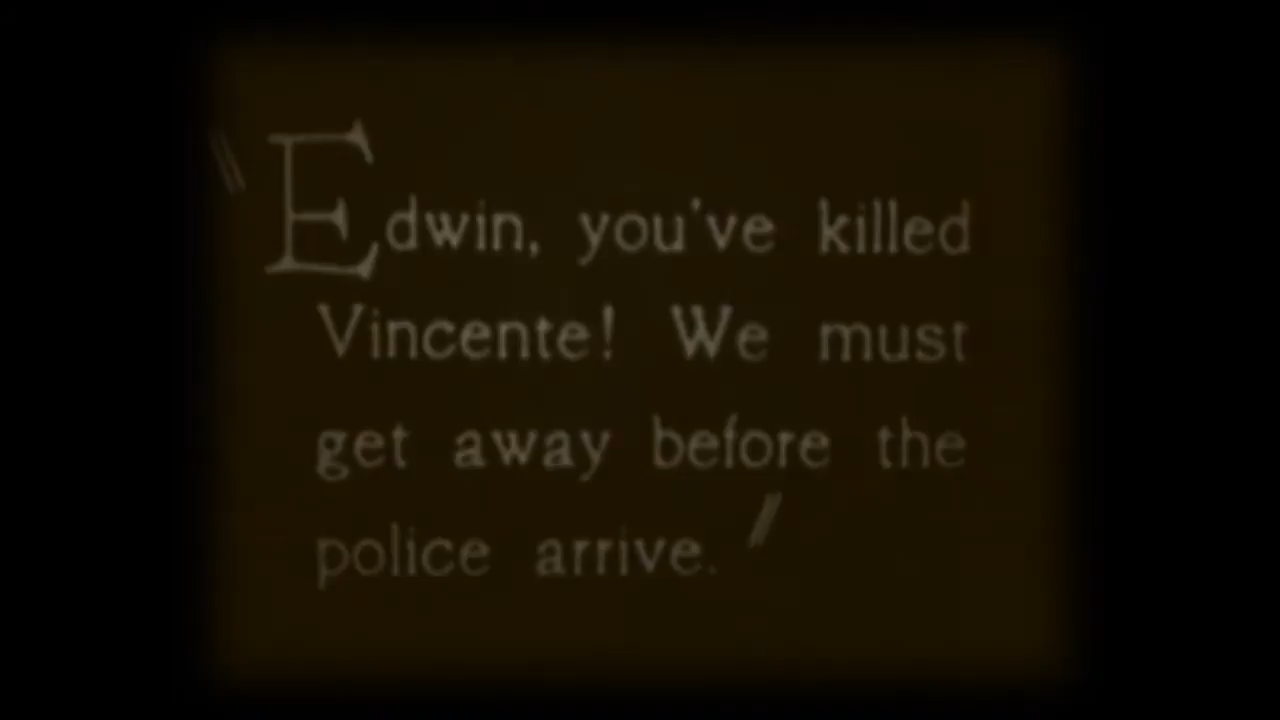 "Edwin, you've killed
Vincente! We must
get away before the
police arrive."